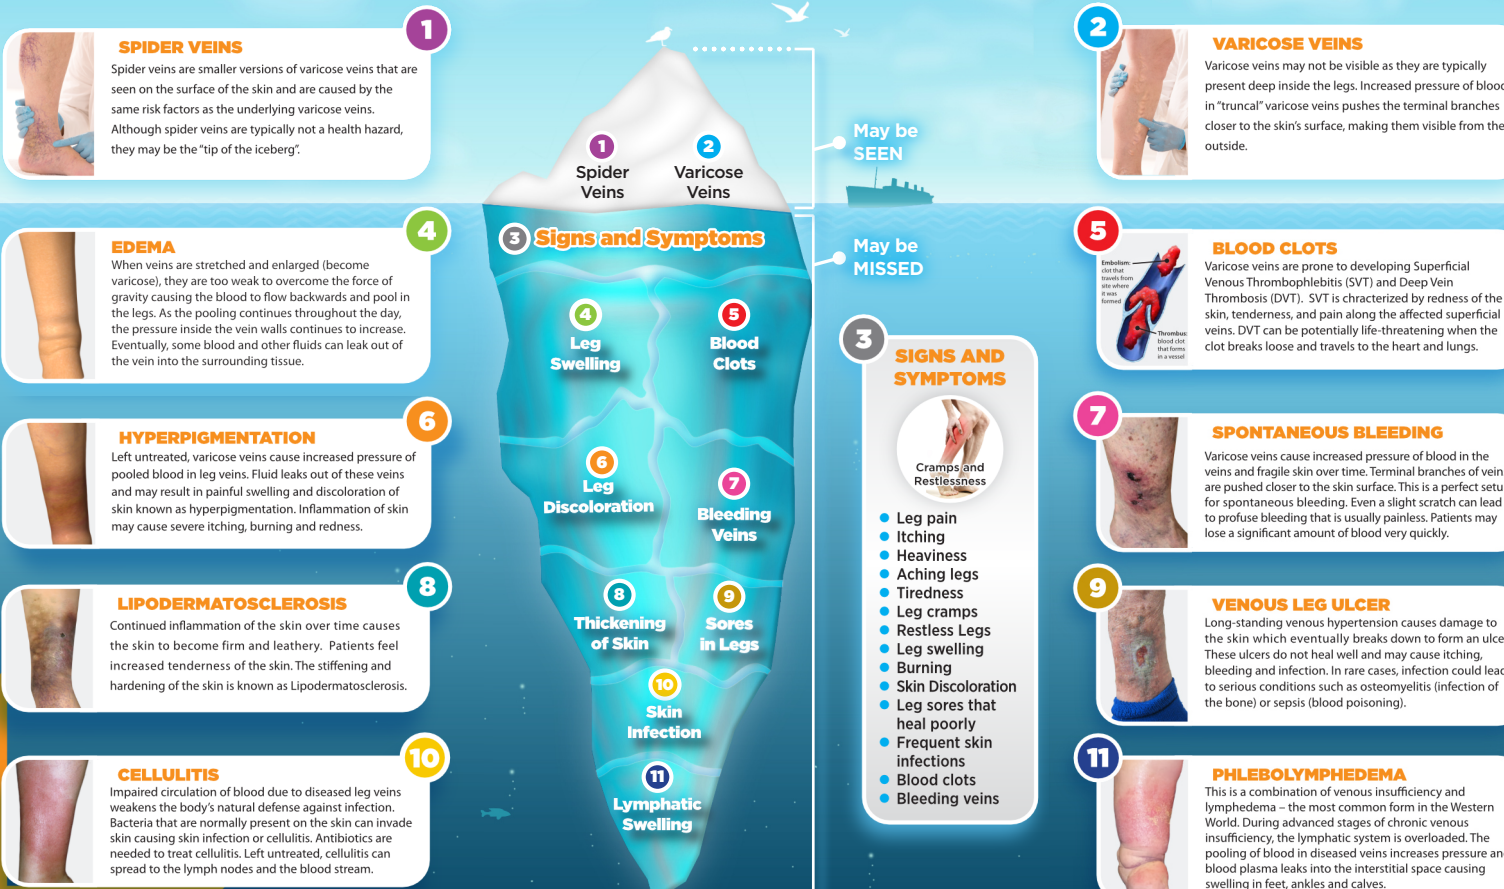 1
SPIDER VEINS
Spider veins are smaller versions of varicose veins that are
seen on the surface of the skin and are caused by the
same risk factors as the underlying varicose veins.
Although spider veins are typically not a health hazard,
they may be the "tip of the iceberg".
2
VARICOSE VEINS
Varicose veins may not be visible as they are typically
present deep inside the legs. Increased pressure of blood
in "truncal" varicose veins pushes the terminal branches
closer to the skin's surface, making them visible from the
outside.
1
Spider
Veins
2
Varicose
Veins
May be
SEEN
3 Signs and Symptoms
May be
MISSED
4
EDEMA
When veins are stretched and enlarged (become
varicose), they are too weak to overcome the force of
gravity causing the blood to flow backwards and pool in
the legs. As the pooling continues throughout the day,
the pressure inside the vein walls continues to increase.
Eventually, some blood and other fluids can leak out of
the vein into the surrounding tissue.
5
BLOOD CLOTS
Varicose veins are prone to developing Superficial
Venous Thrombophlebitis (SVT) and Deep Vein
Thrombosis (DVT). SVT is chracterized by redness of the
skin, tenderness, and pain along the affected superficial
veins. DVT can be potentially life-threatening when the
clot breaks loose and travels to the heart and lungs.
Embolism:
clot that
travels from
site where
it was
formed
Thrombus:
blood clot
that forms
in a vessel
4
Leg
Swelling
5
Blood
Clots
6
Leg
Discoloration
7
Bleeding
Veins
8
Thickening
of Skin
9
Sores
in Legs
10
Skin
Infection
11
Lymphatic
Swelling
3
SIGNS AND
SYMPTOMS
Cramps and
Restlessness
Leg pain
Itching
Heaviness
Aching legs
Tiredness
Leg cramps
Restless Legs
Leg swelling
Burning
Skin Discoloration
Leg sores that
heal poorly
Frequent skin
infections
Blood clots
Bleeding veins
6
HYPERPIGMENTATION
Left untreated, varicose veins cause increased pressure of
pooled blood in leg veins. Fluid leaks out of these veins
and may result in painful swelling and discoloration of
skin known as hyperpigmentation. Inflammation of skin
may cause severe itching, burning and redness.
7
SPONTANEOUS BLEEDING
Varicose veins cause increased pressure of blood in the
veins and fragile skin over time. Terminal branches of vein
are pushed closer to the skin surface. This is a perfect setu
for spontaneous bleeding. Even a slight scratch can lead
to profuse bleeding that is usually painless. Patients may
lose a significant amount of blood very quickly.
8
LIPODERMATOSCLEROSIS
Continued inflammation of the skin over time causes
the skin to become firm and leathery. Patients feel
increased tenderness of the skin. The stiffening and
hardening of the skin is known as Lipodermatosclerosis.
9
VENOUS LEG ULCER
Long-standing venous hypertension causes damage to
the skin which eventually breaks down to form an ulce
These ulcers do not heal well and may cause itching,
bleeding and infection. In rare cases, infection could lead
to serious conditions such as osteomyelitis (infection of
the bone) or sepsis (blood poisoning).
10
CELLULITIS
Impaired circulation of blood due to diseased leg veins
weakens the body's natural defense against infection.
Bacteria that are normally present on the skin can invade
skin causing skin infection or cellulitis. Antibiotics are
needed to treat cellulitis. Left untreated, cellulitis can
spread to the lymph nodes and the blood stream.
11
PHLEBOLYMPHEDEMA
This is a combination of venous insufficiency and
lymphedema – the most common form in the Western
World. During advanced stages of chronic venous
insufficiency, the lymphatic system is overloaded. The
pooling of blood in diseased veins increases pressure an
blood plasma leaks into the interstitial space causing
swelling in feet, ankles and calves.